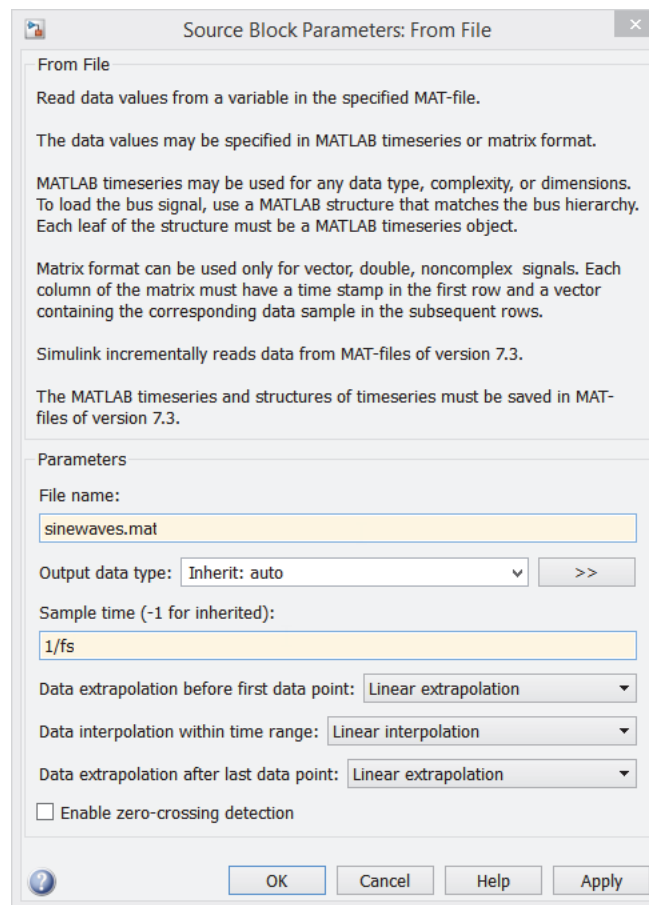 Source Block Parameters: From File
From File
Read data values from a variable in the specified MAT-file.
The data values may be specified in MATLAB timeseries or matrix format.
MATLAB timeseries may be used for any data type, complexity, or dimensions.
To load the bus signal, use a MATLAB structure that matches the bus hierarchy.
Each leaf of the structure must be a MATLAB timeseries object.
Matrix format can be used only for vector, double, noncomplex signals. Each
column of the matrix must have a time stamp in the first row and a vector
containing the corresponding data sample in the subsequent rows.
Simulink incrementally reads data from MAT-files of version 7.3.
The MATLAB timeseries and structures of timeseries must be saved in MAT-
files of version 7.3.
Parameters
File name:
sinewaves.mat
Output data type: Inherit: auto >>
Sample time (-1 for inherited):
1/fs
Data extrapolation before first data point: Linear extrapolation
Data interpolation within time range: Linear interpolation
Data extrapolation after last data point: Linear extrapolation
Enable zero-crossing detection
? OK Cancel Help Apply